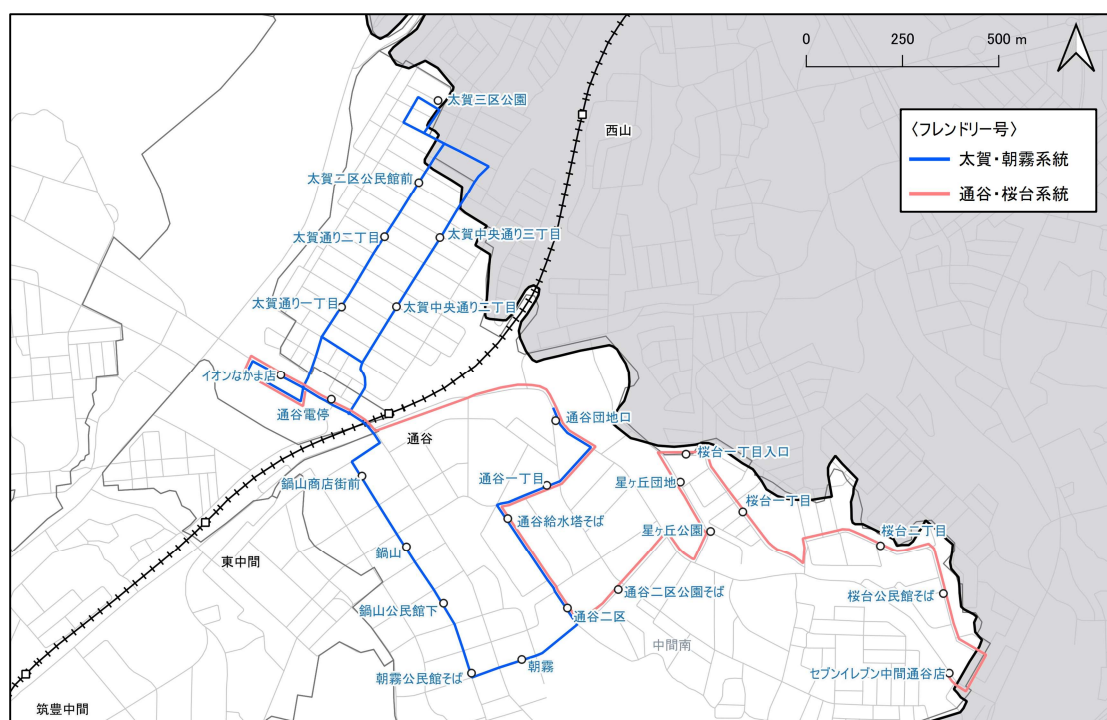 0 250 500 m
太賀三区公園
西山
〈フレンドリー号〉
太賀・朝霧系統
通谷・桜台系統
太賀二区公民館前
太賀通り二丁目
太賀中央通り三丁目
太賀通り一丁目
太賀中央通り二丁目
イオンなかま店
通谷電停
通谷
通谷団地口
鍋山商店街前
通谷一丁目
桜台一丁目入口
星ヶ丘団地
通谷給水塔そば
桜台一丁目
星ヶ丘公園
桜台二丁目
鍋山
東中間
通谷二区公園そば
桜台公民館そば
鍋山公民館下
通谷二区
中間南
朝霧
朝霧公民館そば
セブンイレブン中間通谷店
筑豊中間